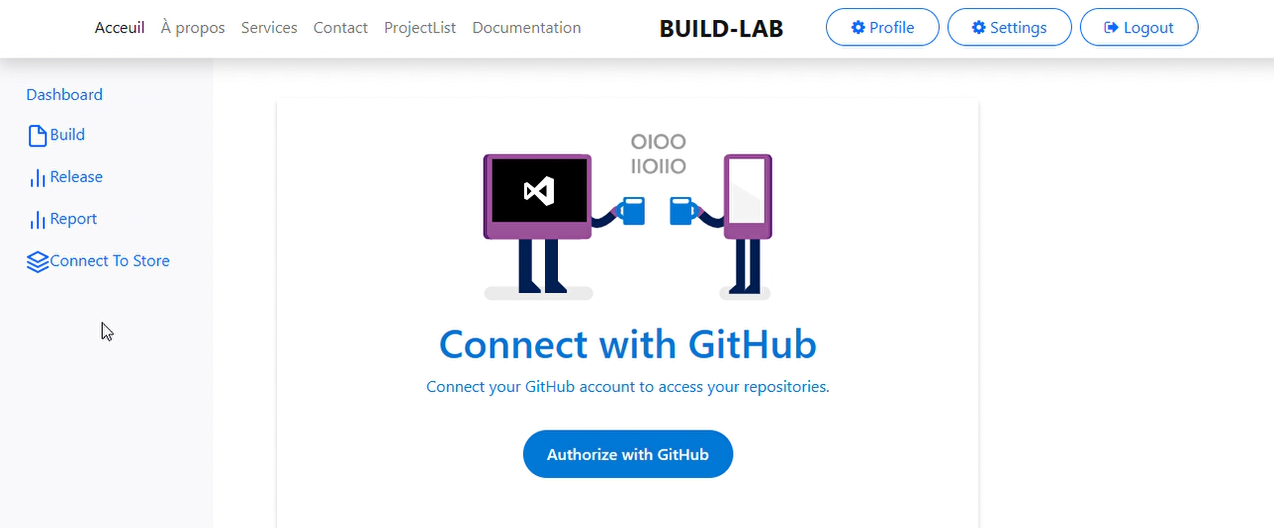 Acceuil À propos Services Contact ProjectList Documentation BUILD-LAB Profile Settings Logout
Dashboard
Build
Release
Report
Connect To Store
OIOO
IIOIIO
Connect with GitHub
Connect your GitHub account to access your repositories.
Authorize with GitHub